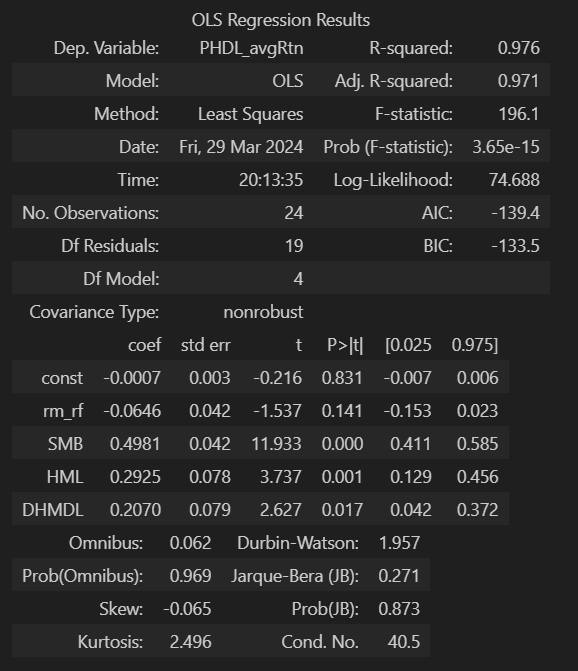 OLS Regression Results
Dep. Variable: PHDL_avgRtn R-squared: 0.976
Model: OLS Adj. R-squared: 0.971
Method: Least Squares F-statistic: 196.1
Date: Fri, 29 Mar 2024 Prob (F-statistic): 3.65e-15
Time: 20:13:35 Log-Likelihood: 74.688
No. Observations: 24 AIC: -139.4
Df Residuals: 19 BIC: -133.5
Df Model: 4
Covariance Type: nonrobust
coef std err t P>|t| [0.025 0.975]
const -0.0007 0.003 -0.216 0.831 -0.007 0.006
rm_rf -0.0646 0.042 -1.537 0.141 -0.153 0.023
SMB 0.4981 0.042 11.933 0.000 0.411 0.585
HML 0.2925 0.078 3.737 0.001 0.129 0.456
DHMDL 0.2070 0.079 2.627 0.017 0.042 0.372
Omnibus: 0.062 Durbin-Watson: 1.957
Prob(Omnibus): 0.969 Jarque-Bera (JB): 0.271
Skew: -0.065 Prob(JB): 0.873
Kurtosis: 2.496 Cond. No. 40.5